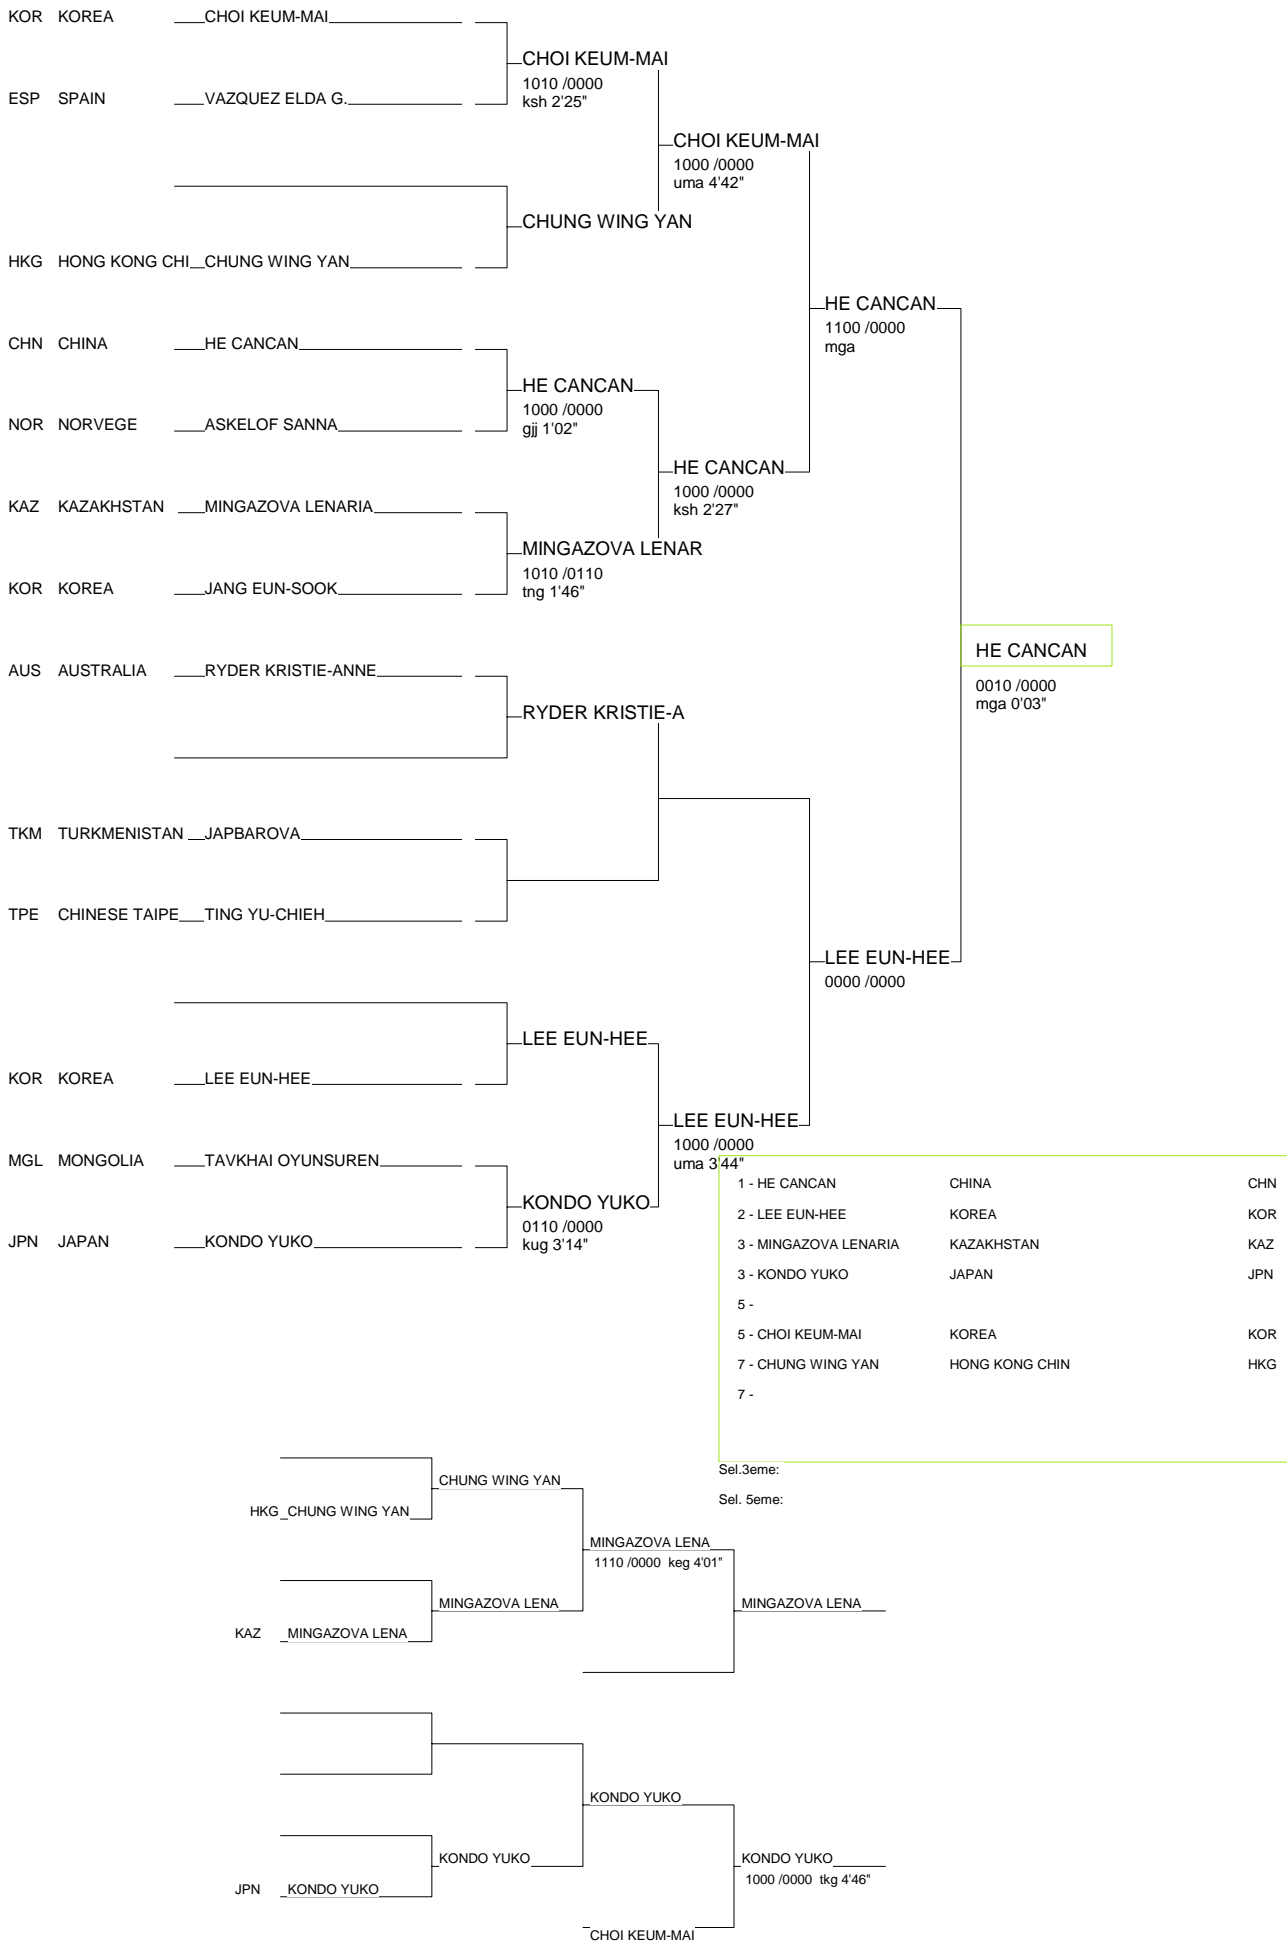 KOR KOREA CHOI KEUM-MAI
CHOI KEUM-MAI
1010 /0000
ksh 2'25"
ESP SPAIN VAZQUEZ ELDA G.
CHOI KEUM-MAI
1000 /0000
uma 4'42"
CHUNG WING YAN
HKG HONG KONG CHI CHUNG WING YAN
HE CANCAN
1100 /0000
mga
CHN CHINA HE CANCAN
HE CANCAN
1000 /0000
gjj 1'02"
NOR NORVEGE ASKELOF SANNA
HE CANCAN
1000 /0000
ksh 2'27"
KAZ KAZAKHSTAN MINGAZOVA LENARIA
MINGAZOVA LENAR
1010 /0110
tng 1'46"
KOR KOREA JANG EUN-SOOK
HE CANCAN
0010 /0000
mga 0'03"
AUS AUSTRALIA RYDER KRISTIE-ANNE
RYDER KRISTIE-A
TKM TURKMENISTAN JAPBAROVA
TPE CHINESE TAIPE TING YU-CHIEH
LEE EUN-HEE
0000 /0000
LEE EUN-HEE
KOR KOREA LEE EUN-HEE
LEE EUN-HEE
1000 /0000
uma 3'44"
MGL MONGOLIA TAVKHAI OYUNSUREN
KONDO YUKO
0110 /0000
kug 3'14"
JPN JAPAN KONDO YUKO
1 - HE CANCAN CHINA CHN
2 - LEE EUN-HEE KOREA KOR
3 - MINGAZOVA LENARIA KAZAKHSTAN KAZ
3 - KONDO YUKO JAPAN JPN
5 -
5 - CHOI KEUM-MAI KOREA KOR
7 - CHUNG WING YAN HONG KONG CHIN HKG
7 -
Sel.3eme:
Sel. 5eme:
CHUNG WING YAN
HKG CHUNG WING YAN
MINGAZOVA LENA
1110 /0000 keg 4'01"
MINGAZOVA LENA
MINGAZOVA LENA
KAZ MINGAZOVA LENA
KONDO YUKO
KONDO YUKO
KONDO YUKO
1000 /0000 tkg 4'46"
JPN KONDO YUKO
CHOI KEUM-MAI